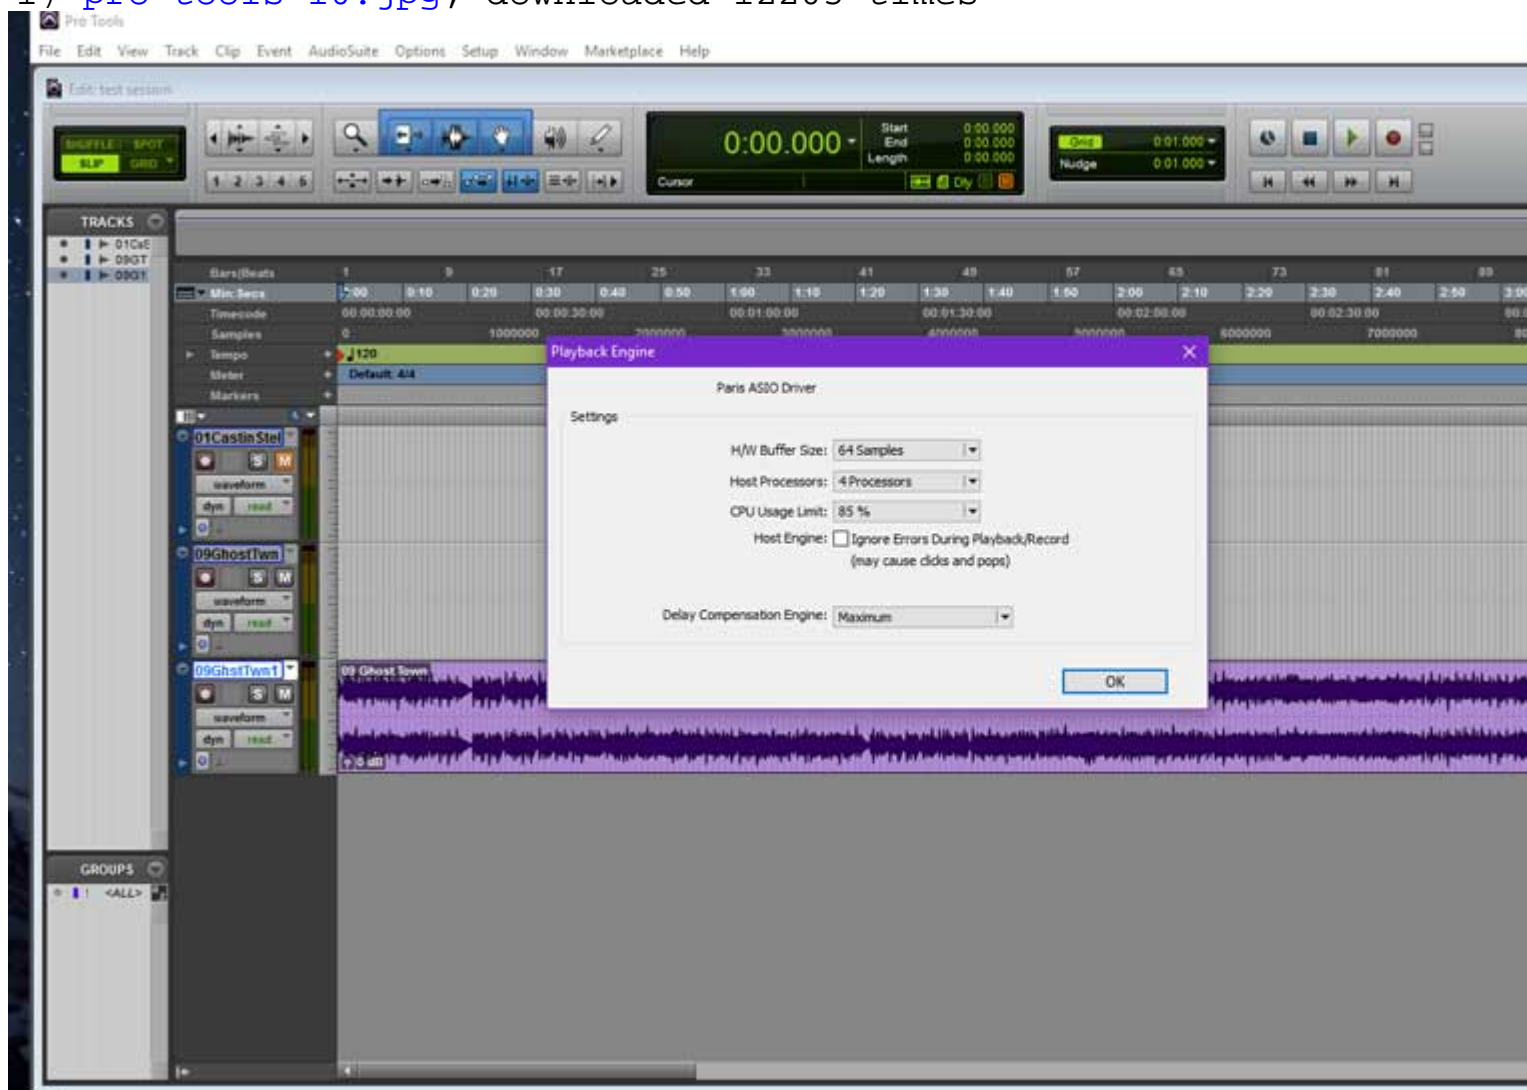 Pro Tools
File Edit View Track Clip Event AudioSuite Options Setup Window Marketplace Help
Edit: test session
SHUFFLE SPOT
SLIP GRID
1 2 3 4 5
0:00.000
Start 0:00.000
End 0:00.000
Length 0:00.000
Cursor
Dly
Grid 0:01.000
Nudge 0:01.000
TRACKS
09GT
Bars|Beats 1 9 17 25 33 41 49 57 65 73 81 89
Min:Secs 0:00 0:10 0:20 0:30 0:40 0:50 1:00 1:10 1:20 1:30 1:40 1:50 2:00 2:10 2:20 2:30 2:40 2:50
Timecode 00:00:00:00 00:00:30:00 00:01:00:00 00:01:30:00 00:02:00:00 00:02:30:00
Samples 0 1000000 2000000 3000000 4000000 5000000 6000000 7000000
Tempo 120
Meter Default: 4/4
Markers
Playback Engine
Paris ASIO Driver
Settings
H/W Buffer Size: 64 Samples
Host Processors: 4 Processors
CPU Usage Limit: 85 %
Host Engine: Ignore Errors During Playback/Record
(may cause clicks and pops)
Delay Compensation Engine: Maximum
OK
01CastinStel
S M
waveform
dyn read
09GhostTwn
S M
waveform
dyn read
09GhstTwn1
S M
waveform
dyn read
09 Ghost Town
0 dB
GROUPS
! <ALL>